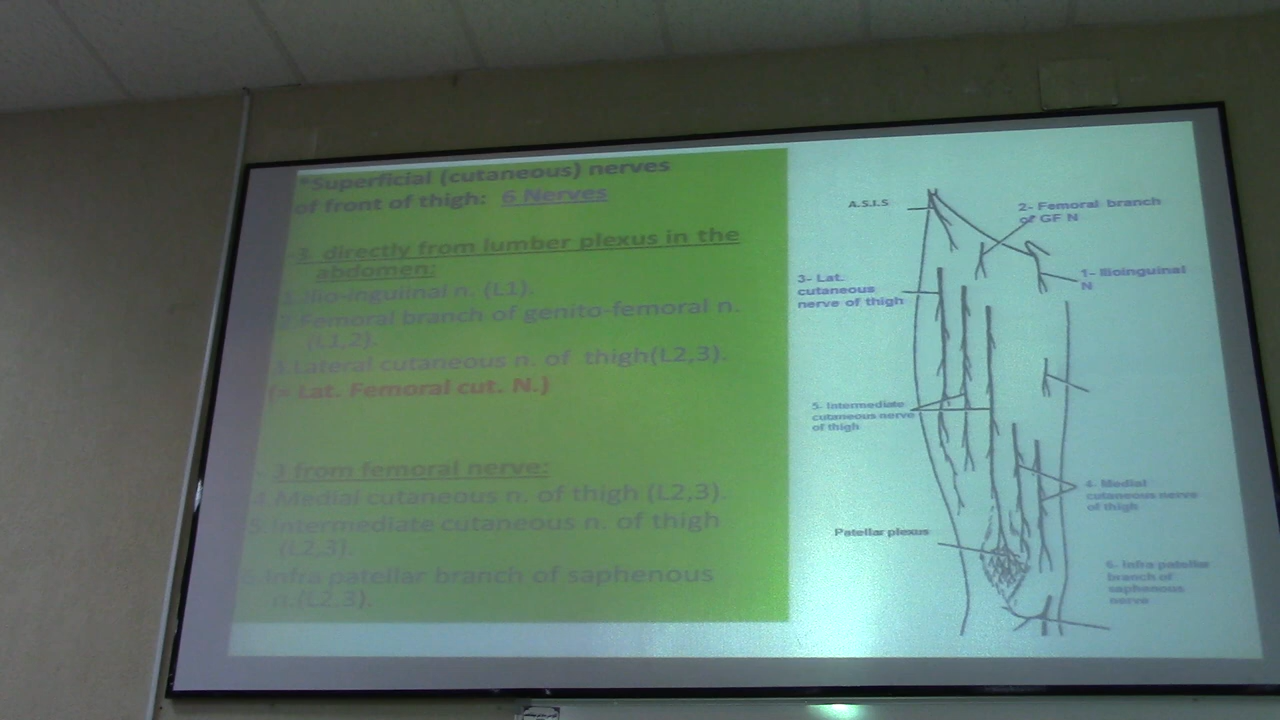 *Superficial (cutaneous) nerves
of front of thigh: 6 Nerves
3 directly from lumber plexus in the
abdomen:
1.Ilio-inguiinal n. (L1).
2.Femoral branch of genito-femoral n.
(L1,2).
3.Lateral cutaneous n. of thigh(L2,3).
(= Lat. Femoral cut. N.)
- 3 from femoral nerve:
4.Medial cutaneous n. of thigh (L2,3).
5.Intermediate cutaneous n. of thigh
(L2,3).
6.Infra patellar branch of saphenous
n.(L2,3).
A.S.I.S
2- Femoral branch
of GF N
1- Ilioinguinal
N
3- Lat.
cutaneous
nerve of thigh
5- Intermediate
cutaneous nerve
of thigh
4- Medial
cutaneous nerve
of thigh
Patellar plexus
6- Infra patellar
branch of
saphenous
nerve